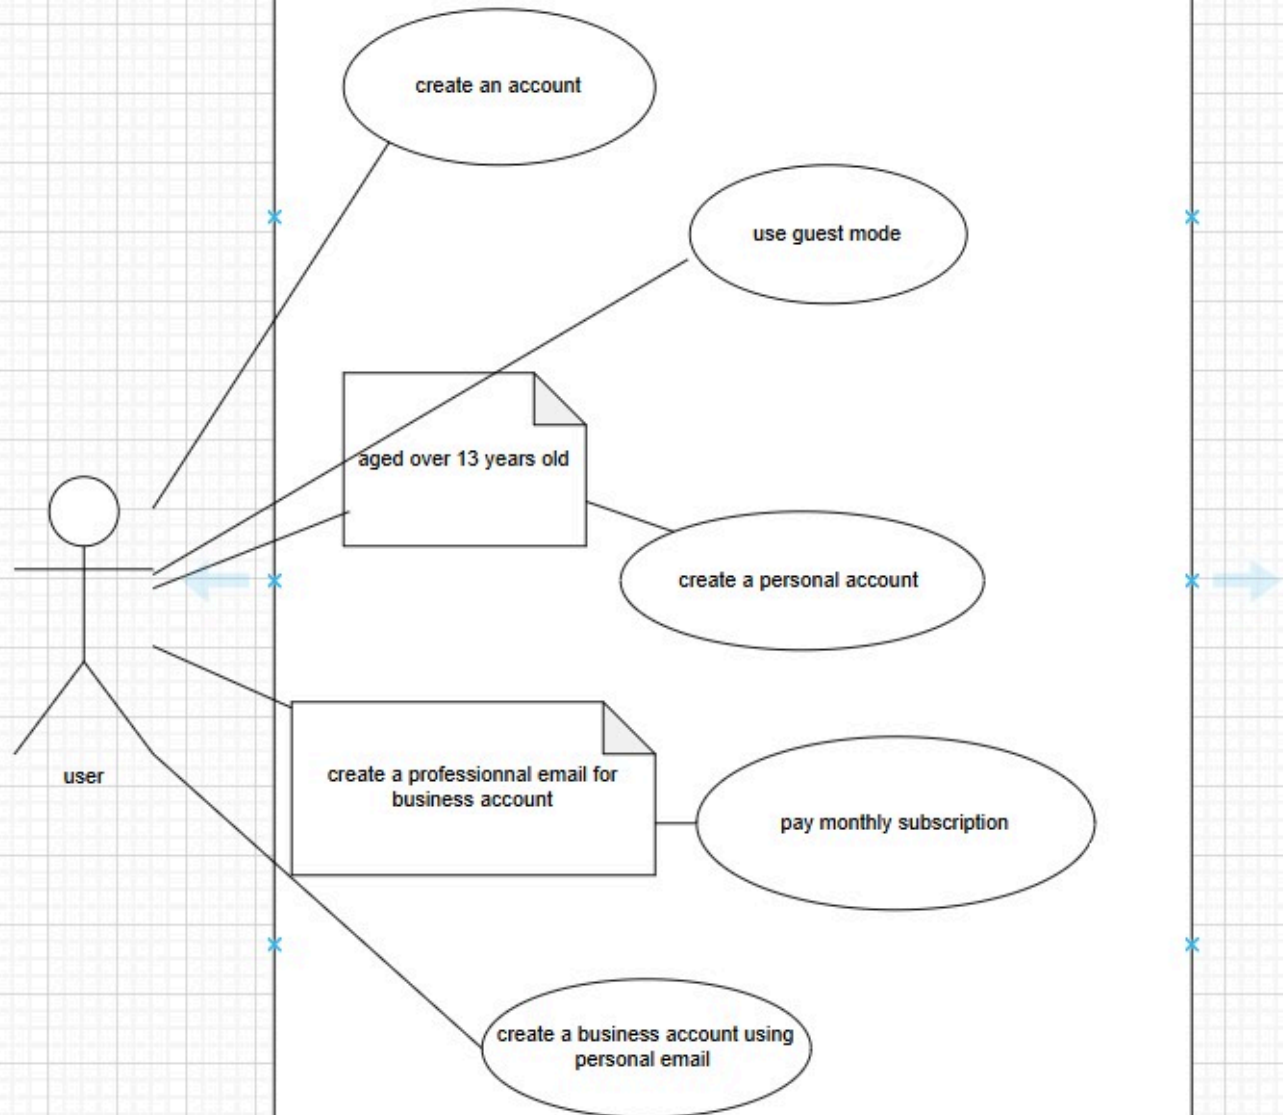 create an account
use guest mode
aged over 13 years old
create a personal account
user
create a professionnal email for
business account
pay monthly subscription
create a business account using
personal email